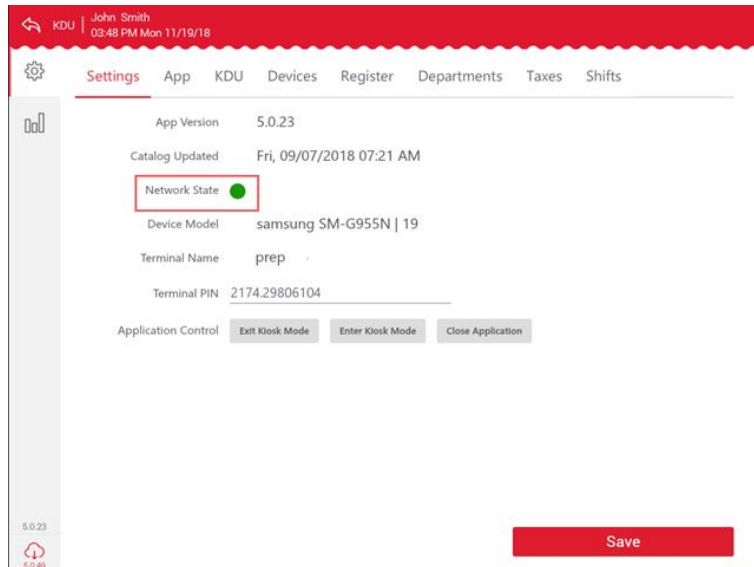 KDU | John Smith
03:48 PM Mon 11/19/18
Settings App KDU Devices Register Departments Taxes Shifts
App Version 5.0.23
Catalog Updated Fri, 09/07/2018 07:21 AM
Network State
Device Model samsung SM-G955N | 19
Terminal Name prep
Terminal PIN 2174.29806104
Application Control Exit Kiosk Mode Enter Kiosk Mode Close Application
5.0.23
Save
5.0.49